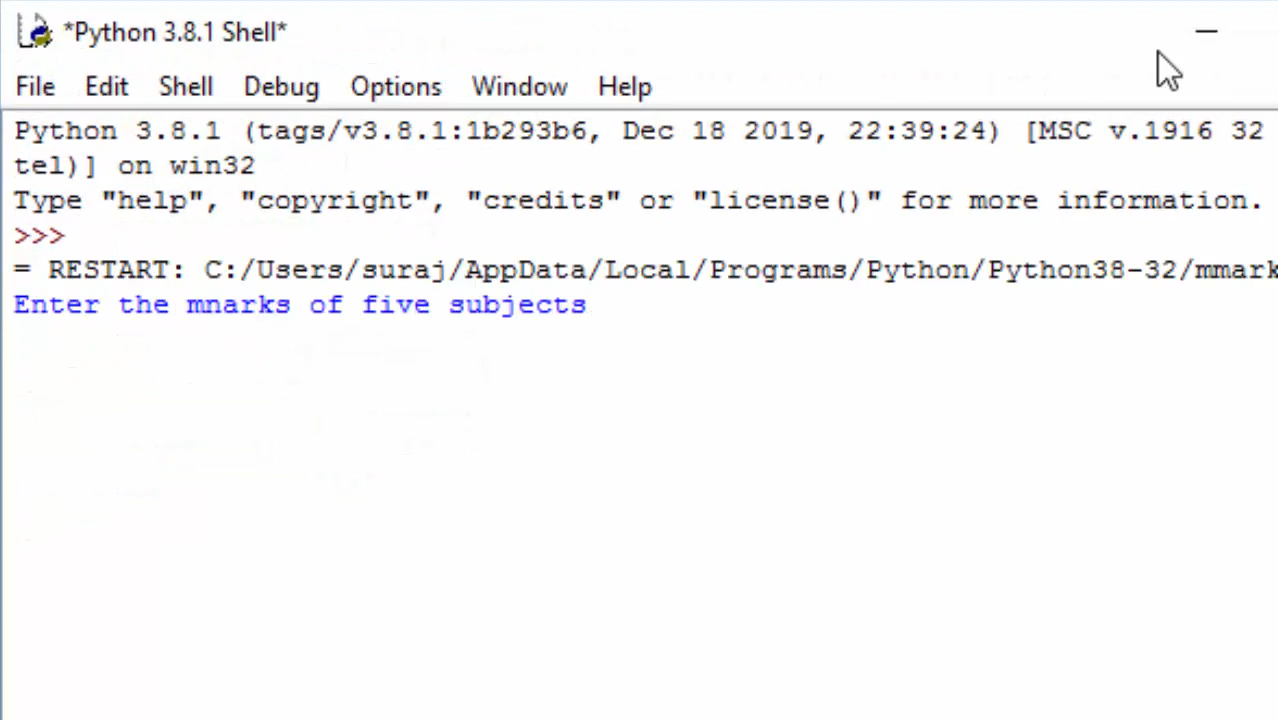 *Python 3.8.1 Shell*
File Edit Shell Debug Options Window Help
Python 3.8.1 (tags/v3.8.1:1b293b6, Dec 18 2019, 22:39:24) [MSC v.1916 32
tel)] on win32
Type "help", "copyright", "credits" or "license()" for more information.
>>>
= RESTART: C:/Users/suraj/AppData/Local/Programs/Python/Python38-32/mmark
Enter the mnarks of five subjects